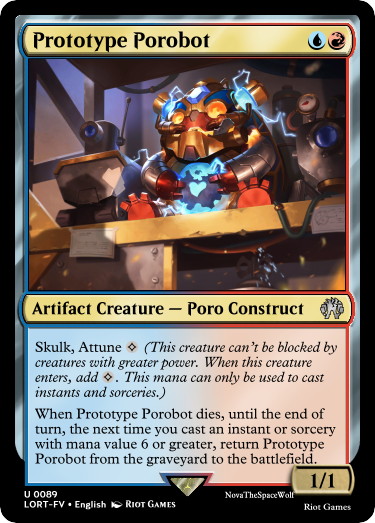 Prototype Porobot
Artifact Creature — Poro Construct
Skulk, Attune (This creature can't be blocked by
creatures with greater power. When this creature
enters, add . This mana can only be used to cast
instants and sorceries.)
When Prototype Porobot dies, until the end of
turn, the next time you cast an instant or sorcery
with mana value 6 or greater, return Prototype
Porobot from the graveyard to the battlefield.
1/1
U 0089
LORT-FV • English Riot Games
NovaTheSpaceWolf
Riot Games